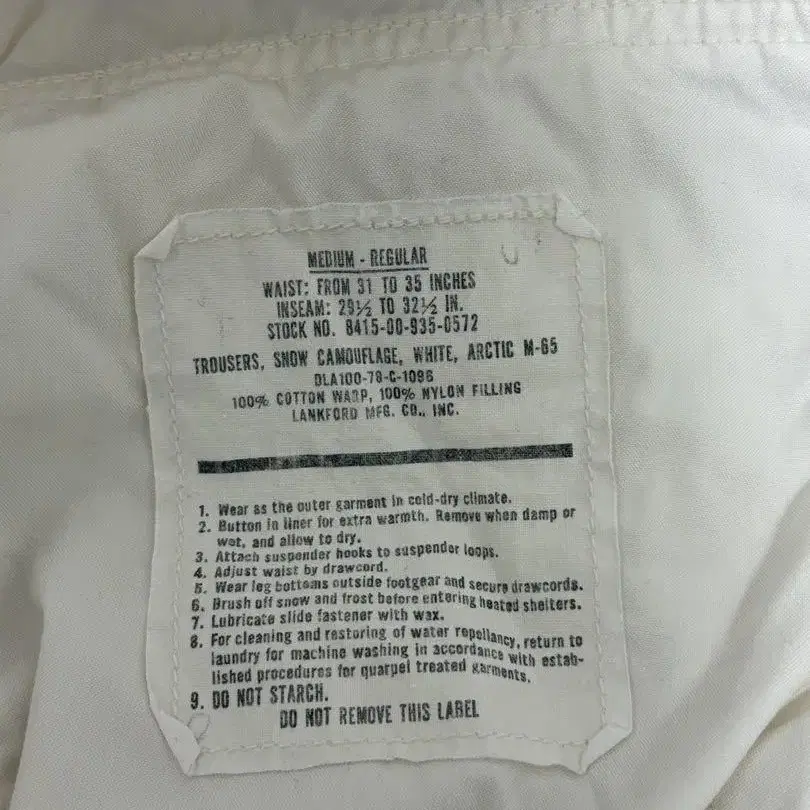 MEDIUM - REGULAR
WAIST: FROM 31 TO 35 INCHES
INSEAM: 29½ TO 32½ IN.
STOCK NO. 8415-00-935-0572
TROUSERS, SNOW CAMOUFLAGE, WHITE, ARCTIC M-65
DLA100-78-C-1096
100% COTTON WARP, 100% NYLON FILLING
LANKFORD MFG. CO., INC.
1. Wear as the outer garment in cold-dry climate.
2. Button in liner for extra warmth. Remove when damp or
wet, and allow to dry.
3. Attach suspender hooks to suspender loops.
4. Adjust waist by drawcord.
5. Wear leg bottoms outside footgear and secure drawcords.
6. Brush off snow and frost before entering heated shelters.
7. Lubricate slide fastener with wax.
8. For cleaning and restoring of water repellancy, return to
laundry for machine washing in accordance with estab-
lished procedures for quarpel treated garments.
9. DO NOT STARCH.
DO NOT REMOVE THIS LABEL